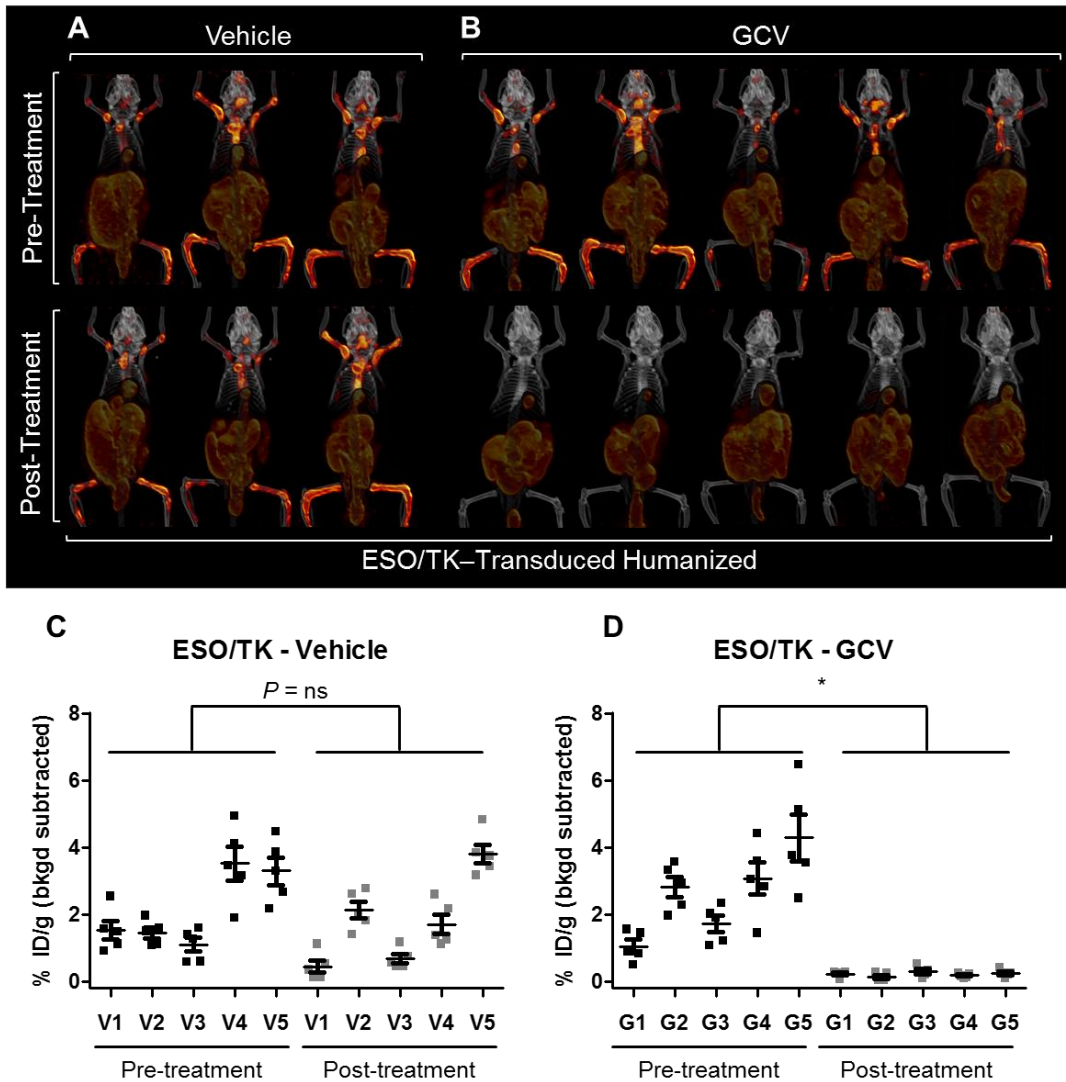 A
Vehicle
B
GCV
Pre-Treatment
Post-Treatment
ESO/TK–Transduced Humanized
C
ESO/TK - Vehicle
P = ns
% ID/g (bkgd subtracted)
8
6
4
2
0
V1 V2 V3 V4 V5 V1 V2 V3 V4 V5
Pre-treatment Post-treatment
D
ESO/TK - GCV
*
% ID/g (bkgd subtracted)
8
6
4
2
0
G1 G2 G3 G4 G5 G1 G2 G3 G4 G5
Pre-treatment Post-treatment